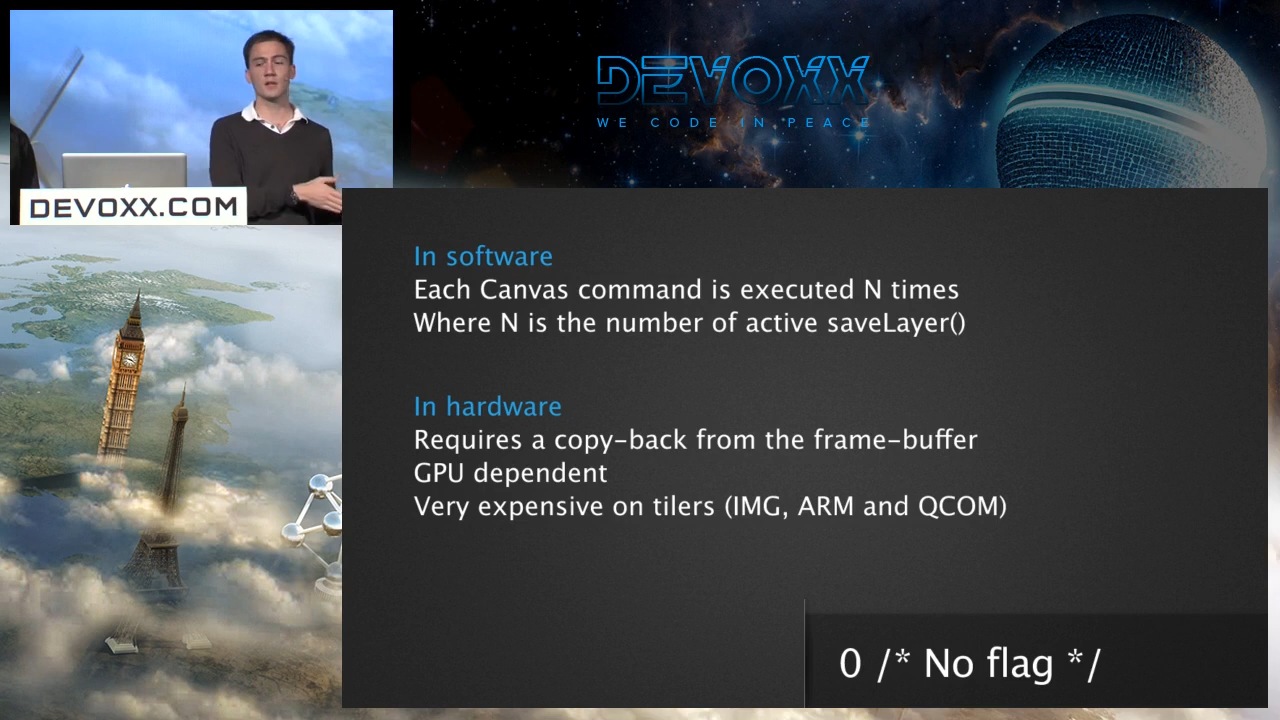 DEVOXX
WE CODE IN PEACE
DEVOXX.COM
In software
Each Canvas command is executed N times
Where N is the number of active saveLayer()
In hardware
Requires a copy-back from the frame-buffer
GPU dependent
Very expensive on tilers (IMG, ARM and QCOM)
0 /* No flag */